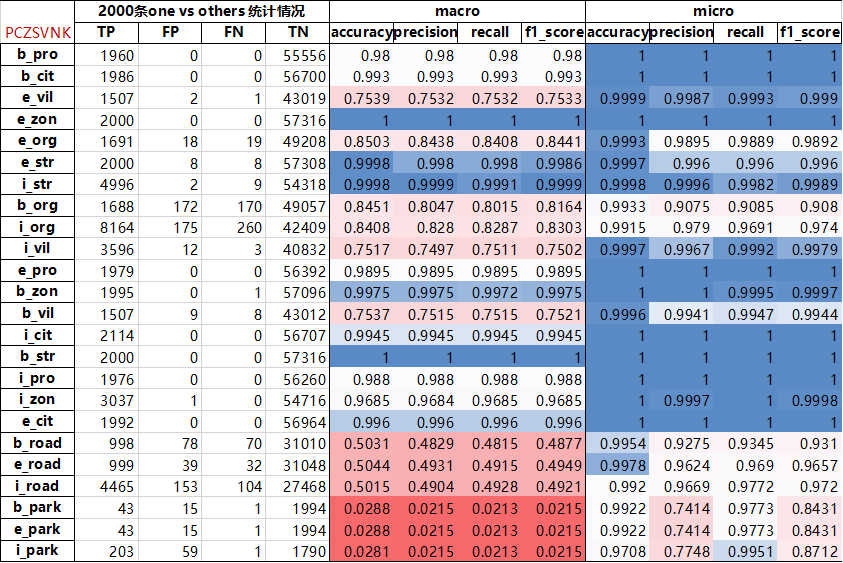 PCZSVNK 2000条one vs others 统计情况 macro micro
TP FP FN TN accuracy precision recall f1_score accuracy precision recall f1_score
b_pro 1960 0 0 55556 0.98 0.98 0.98 0.98 1 1 1 1
b_cit 1986 0 0 56700 0.993 0.993 0.993 0.993 1 1 1 1
e_vil 1507 2 1 43019 0.7539 0.7532 0.7532 0.7533 0.9999 0.9987 0.9993 0.999
e_zon 2000 0 0 57316 1 1 1 1 1 1 1 1
e_org 1691 18 19 49208 0.8503 0.8438 0.8408 0.8441 0.9993 0.9895 0.9889 0.9892
e_str 2000 8 8 57308 0.9998 0.998 0.998 0.9986 0.9997 0.996 0.996 0.996
i_str 4996 2 9 54318 0.9998 0.9999 0.9991 0.9999 0.9998 0.9996 0.9982 0.9989
b_org 1688 172 170 49057 0.8451 0.8047 0.8015 0.8164 0.9933 0.9075 0.9085 0.908
i_org 8164 175 260 42409 0.8408 0.828 0.8287 0.8303 0.9915 0.979 0.9691 0.974
i_vil 3596 12 3 40832 0.7517 0.7497 0.7511 0.7502 0.9997 0.9967 0.9992 0.9979
e_pro 1979 0 0 56392 0.9895 0.9895 0.9895 0.9895 1 1 1 1
b_zon 1995 0 1 57096 0.9975 0.9975 0.9972 0.9975 1 1 0.9995 0.9997
b_vil 1507 9 8 43012 0.7537 0.7515 0.7515 0.7521 0.9996 0.9941 0.9947 0.9944
i_cit 2114 0 0 56707 0.9945 0.9945 0.9945 0.9945 1 1 1 1
b_str 2000 0 0 57316 1 1 1 1 1 1 1 1
i_pro 1976 0 0 56260 0.988 0.988 0.988 0.988 1 1 1 1
i_zon 3037 1 0 54716 0.9685 0.9684 0.9685 0.9685 1 0.9997 1 0.9998
e_cit 1992 0 0 56964 0.996 0.996 0.996 0.996 1 1 1 1
b_road 998 78 70 31010 0.5031 0.4829 0.4815 0.4877 0.9954 0.9275 0.9345 0.931
e_road 999 39 32 31048 0.5044 0.4931 0.4915 0.4949 0.9978 0.9624 0.969 0.9657
i_road 4465 153 104 27468 0.5015 0.4904 0.4928 0.4921 0.992 0.9669 0.9772 0.972
b_park 43 15 1 1994 0.0288 0.0215 0.0213 0.0215 0.9922 0.7414 0.9773 0.8431
e_park 43 15 1 1994 0.0288 0.0215 0.0213 0.0215 0.9922 0.7414 0.9773 0.8431
i_park 203 59 1 1790 0.0281 0.0215 0.0213 0.0215 0.9708 0.7748 0.9951 0.8712